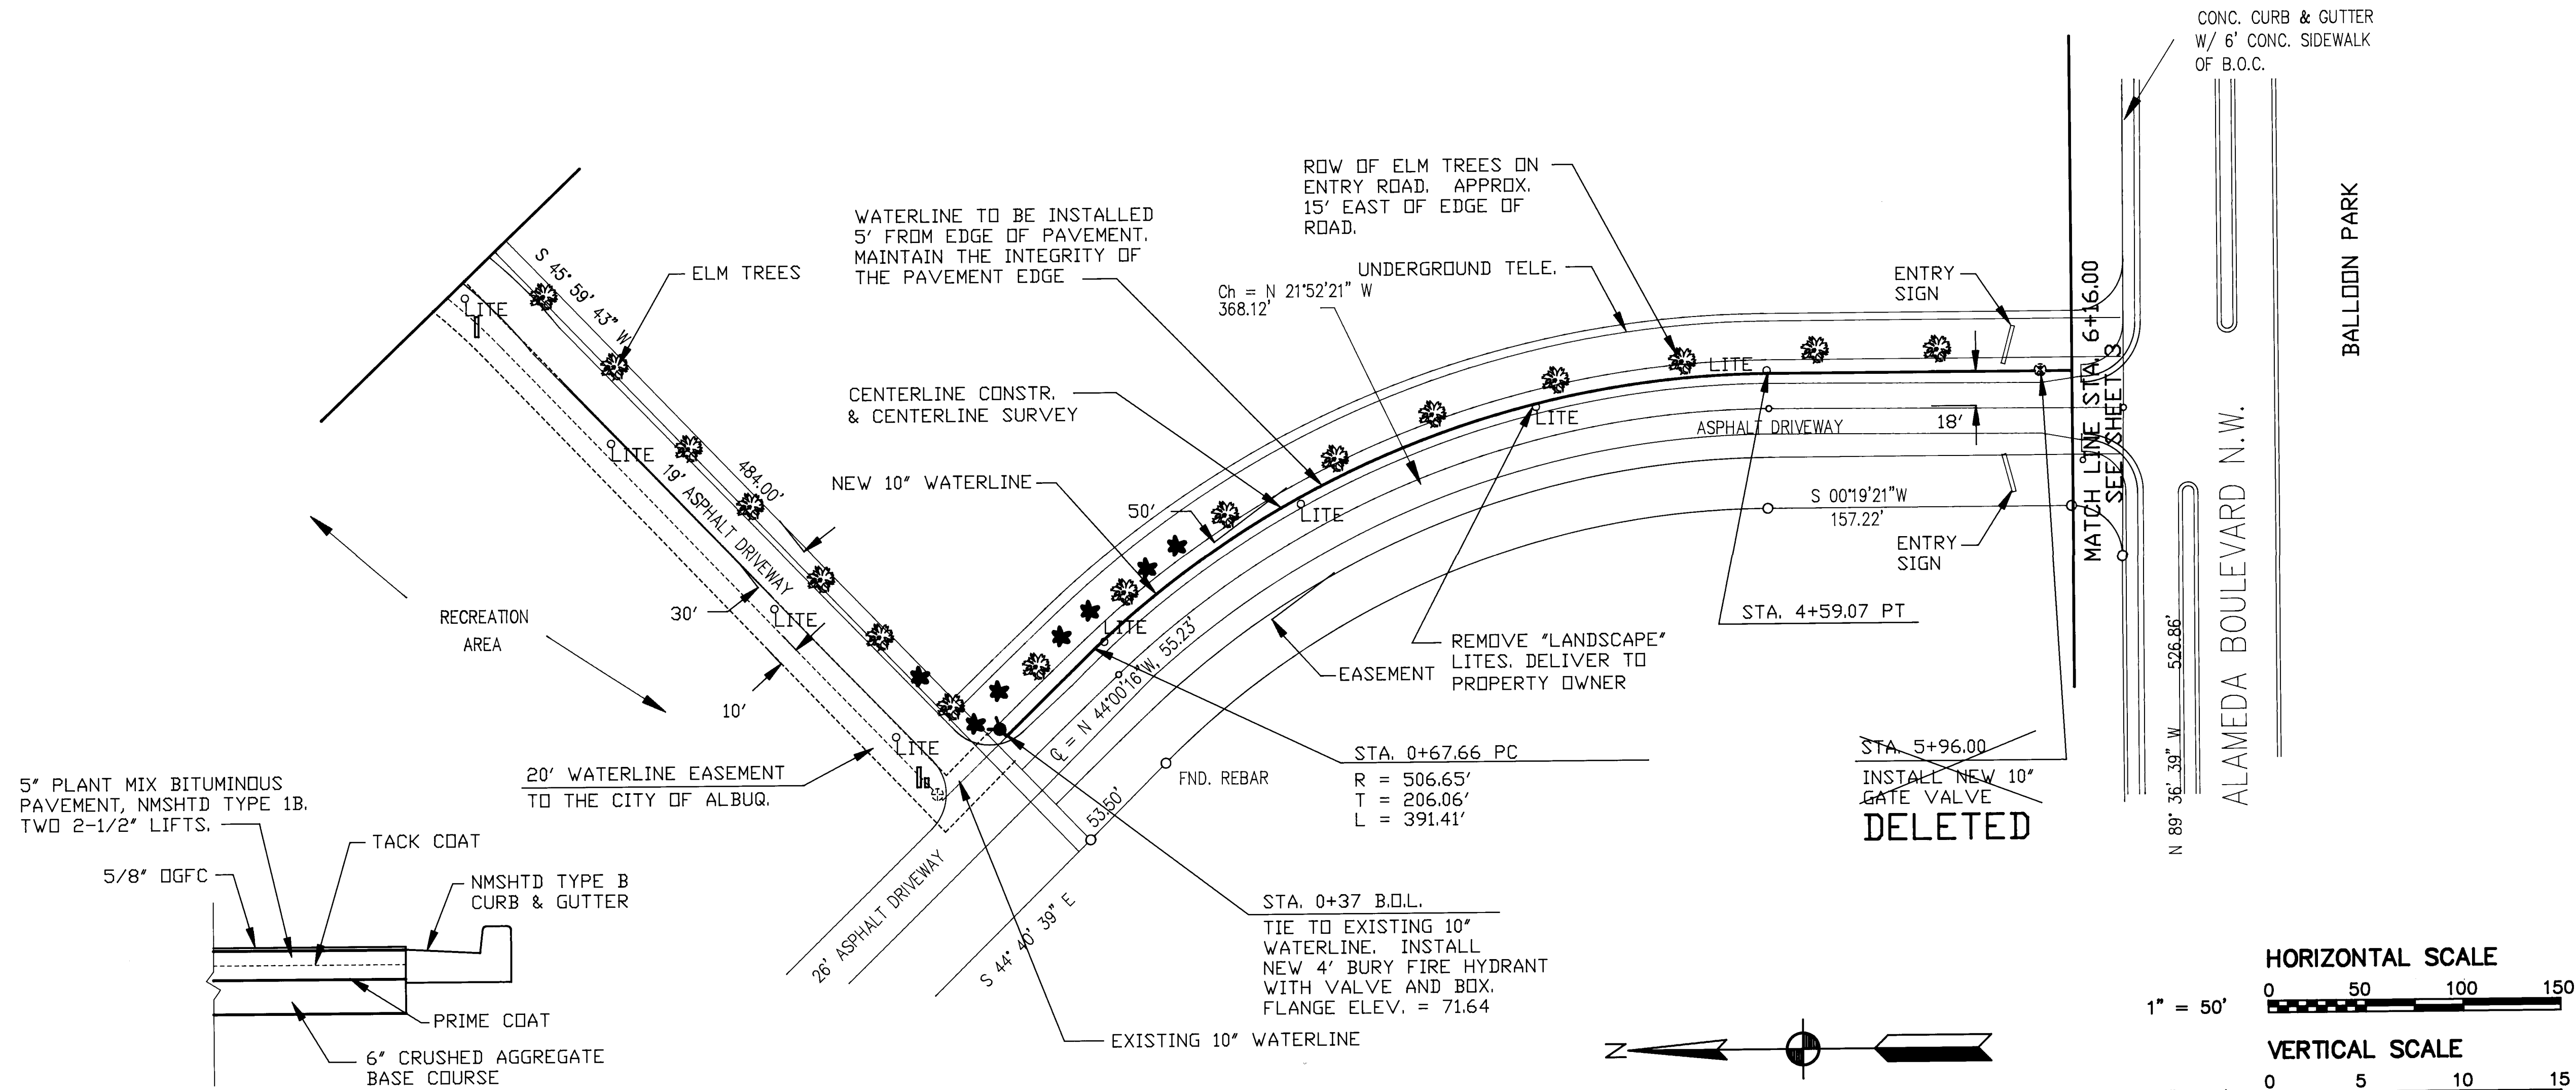 CONC. CURB & GUTTER
W/ 6' CONC. SIDEWALK
OF B.O.C.
ROW OF ELM TREES ON
ENTRY ROAD. APPROX.
15' EAST OF EDGE OF
ROAD.
WATERLINE TO BE INSTALLED
5' FROM EDGE OF PAVEMENT.
MAINTAIN THE INTEGRITY OF
THE PAVEMENT EDGE
S 45° 59' 43" W
ELM TREES
UNDERGROUND TELE.
Ch = N 21°52'21" W
368.12'
ENTRY
SIGN
MATCH LINE STA. 6+16.00
SEE SHEET 3
BALLOON PARK
LITE
LITE
LITE
LITE
LITE
LITE
LITE
LITE
CENTERLINE CONSTR.
& CENTERLINE SURVEY
18'
ASPHALT DRIVEWAY
484.00'
19' ASPHALT DRIVEWAY
NEW 10" WATERLINE
50'
S 00°19'21"W
157.22'
ENTRY
SIGN
ALAMEDA BOULEVARD N.W.
N 89° 36' 39" W 526.86'
RECREATION
AREA
30'
10'
STA. 4+59.07 PT
REMOVE "LANDSCAPE"
LITES. DELIVER TO
PROPERTY OWNER
EASEMENT
℄ = N 44°00'16"W, 55.23'
FND. REBAR
53.50'
STA. 0+67.66 PC
R = 506.65'
T = 206.06'
L = 391.41'
STA. 5+96.00
INSTALL NEW 10"
GATE VALVE
DELETED
20' WATERLINE EASEMENT
TO THE CITY OF ALBUQ.
5" PLANT MIX BITUMINOUS
PAVEMENT, NMSHTD TYPE 1B.
TWO 2-1/2" LIFTS.
TACK COAT
5/8" OGFC
NMSHTD TYPE B
CURB & GUTTER
PRIME COAT
6" CRUSHED AGGREGATE
BASE COURSE
26' ASPHALT DRIVEWAY
S 44° 40' 39" E
STA. 0+37 B.O.L.
TIE TO EXISTING 10"
WATERLINE. INSTALL
NEW 4' BURY FIRE HYDRANT
WITH VALVE AND BOX.
FLANGE ELEV. = 71.64
EXISTING 10" WATERLINE
N
HORIZONTAL SCALE
0 50 100 150
1" = 50'
VERTICAL SCALE
0 5 10 15